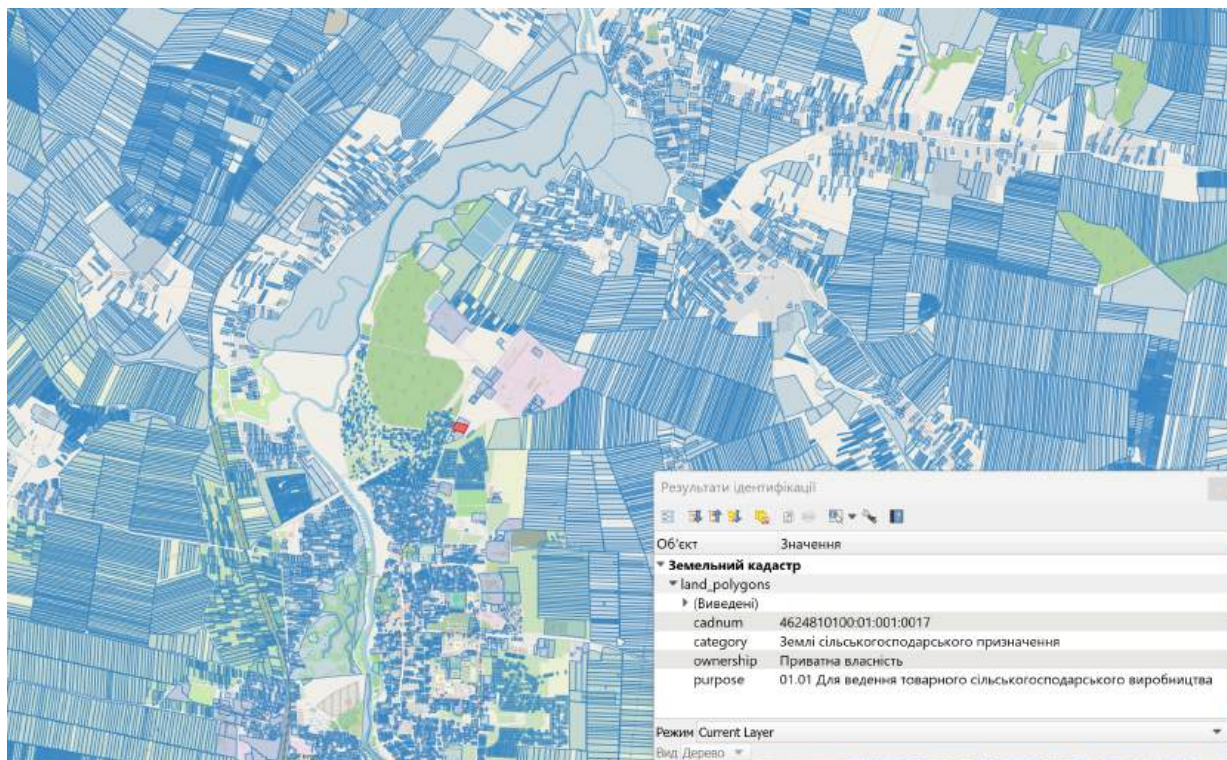 Результати ідентифікації
Об'єкт Значення
Земельний кадастр
land_polygons
(Виведені)
cadnum 4624810100:01:001:0017
category Землі сільськогосподарського призначення
ownership Приватна власність
purpose 01.01 Для ведення товарного сільськогосподарського виробництва
Режим Current Layer
Вид Дерево